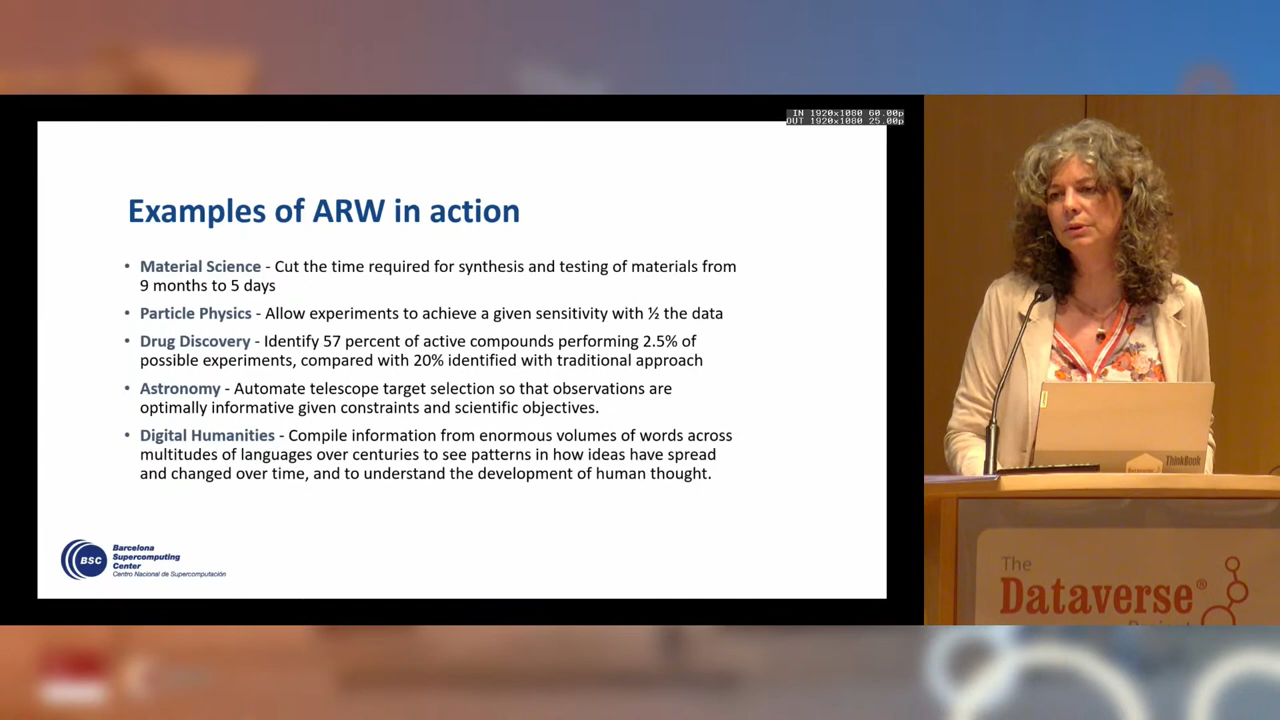 IN 1920x1080 60.00p
OUT 1920x1080 25.00p
Examples of ARW in action
• Material Science - Cut the time required for synthesis and testing of materials from
9 months to 5 days
• Particle Physics - Allow experiments to achieve a given sensitivity with ½ the data
• Drug Discovery - Identify 57 percent of active compounds performing 2.5% of
possible experiments, compared with 20% identified with traditional approach
• Astronomy - Automate telescope target selection so that observations are
optimally informative given constraints and scientific objectives.
• Digital Humanities - Compile information from enormous volumes of words across
multitudes of languages over centuries to see patterns in how ideas have spread
and changed over time, and to understand the development of human thought.
BSC
Barcelona
Supercomputing
Center
Centro Nacional de Supercomputación
ThinkBook
The
Dataverse®
Project